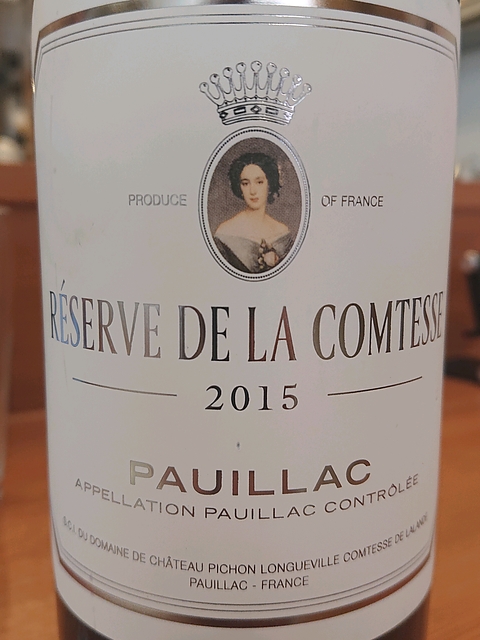 PRODUCE OF FRANCE
RÉSERVE DE LA COMTESSE
2015
PAUILLAC
APPELLATION PAUILLAC CONTRÔLÉE
S.C.I. DU DOMAINE DE CHÂTEAU PICHON LONGUEVILLE COMTESSE DE LALANDE
PAUILLAC - FRANCE